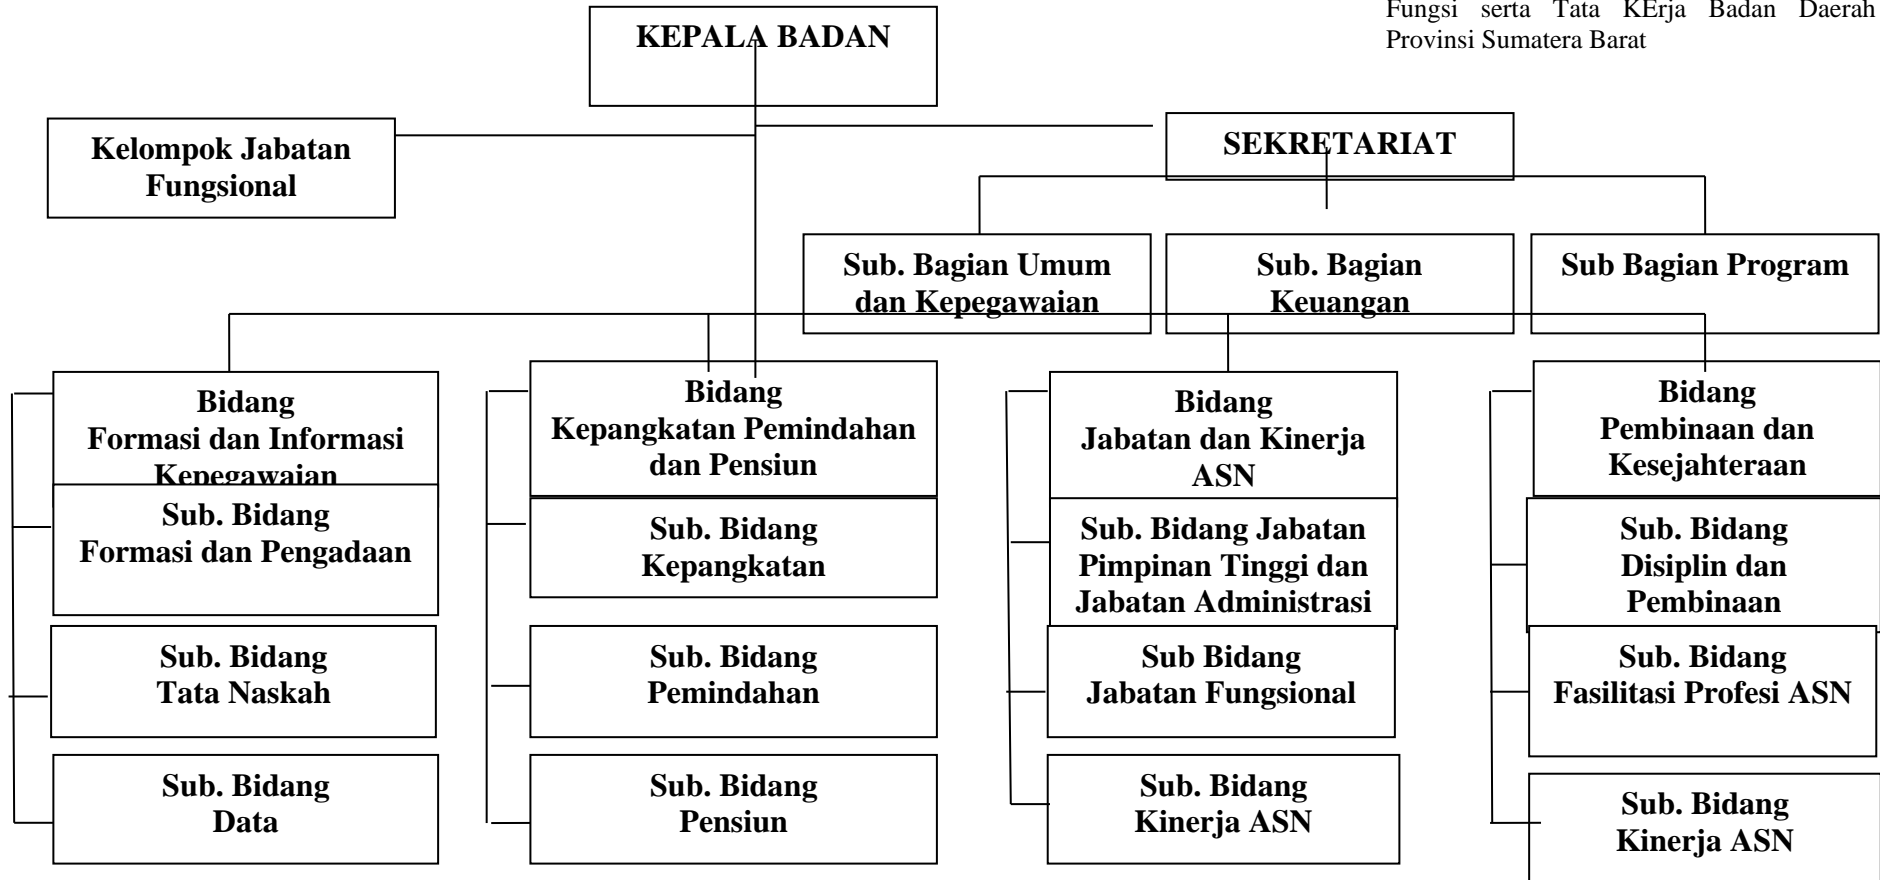 Fungsi serta Tata KErja Badan Daerah
Provinsi Sumatera Barat
KEPALA BADAN
Kelompok Jabatan
Fungsional
SEKRETARIAT
Sub. Bagian Umum
dan Kepegawaian
Sub. Bagian
Keuangan
Sub Bagian Program
Bidang
Formasi dan Informasi
Kepegawaian
Bidang
Kepangkatan Pemindahan
dan Pensiun
Bidang
Jabatan dan Kinerja
ASN
Bidang
Pembinaan dan
Kesejahteraan
Sub. Bidang
Formasi dan Pengadaan
Sub. Bidang
Kepangkatan
Sub. Bidang Jabatan
Pimpinan Tinggi dan
Jabatan Administrasi
Sub. Bidang
Disiplin dan
Pembinaan
Sub. Bidang
Tata Naskah
Sub. Bidang
Pemindahan
Sub Bidang
Jabatan Fungsional
Sub. Bidang
Fasilitasi Profesi ASN
Sub. Bidang
Data
Sub. Bidang
Pensiun
Sub. Bidang
Kinerja ASN
Sub. Bidang
Kinerja ASN